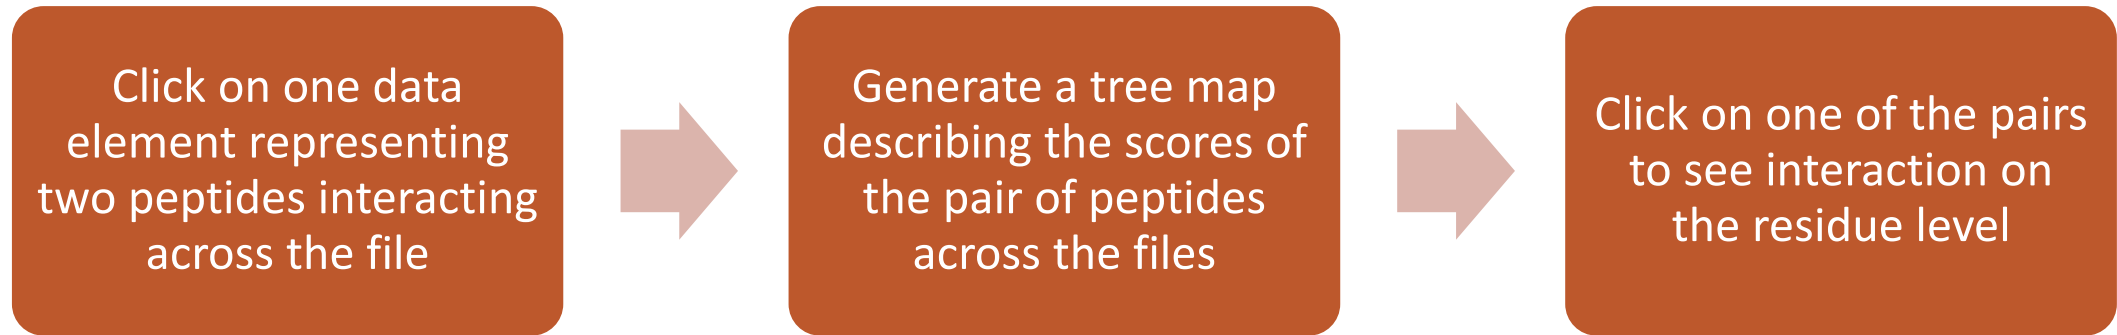 Click on one data
element representing
two peptides interacting
across the file
Generate a tree map
describing the scores of
the pair of peptides
across the files
Click on one of the pairs
to see interaction on
the residue level